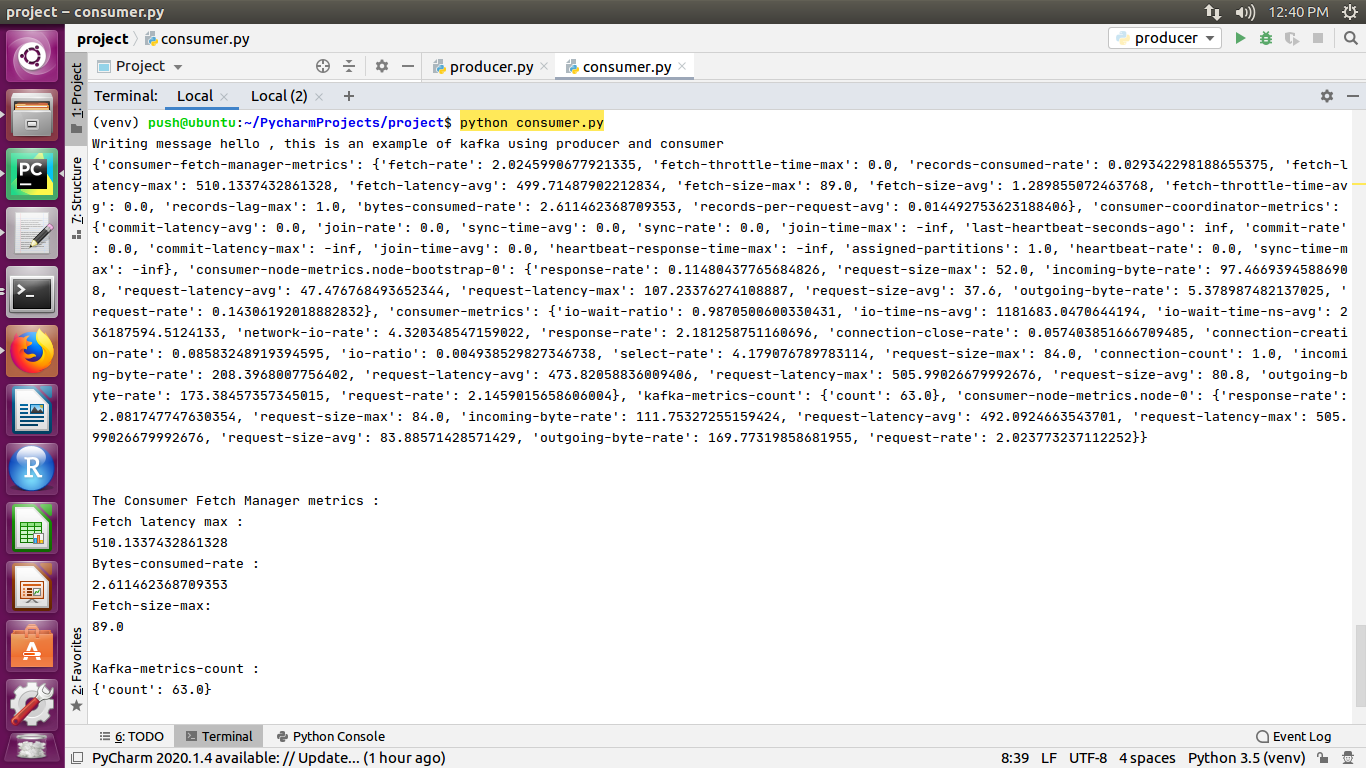 project – consumer.py
12:40 PM
project
consumer.py
producer
Project
producer.py
consumer.py
1: Project
7: Structure
2: Favorites
Terminal:
Local
Local (2)
(venv) push@ubuntu:~/PycharmProjects/project$ python consumer.py
Writing message hello , this is an example of kafka using producer and consumer
{'consumer-fetch-manager-metrics': {'fetch-rate': 2.0245990677921335, 'fetch-throttle-time-max': 0.0, 'records-consumed-rate': 0.029342298188655375, 'fetch-l
atency-max': 510.1337432861328, 'fetch-latency-avg': 499.71487902212834, 'fetch-size-max': 89.0, 'fetch-size-avg': 1.289855072463768, 'fetch-throttle-time-av
g': 0.0, 'records-lag-max': 1.0, 'bytes-consumed-rate': 2.611462368709353, 'records-per-request-avg': 0.014492753623188406}, 'consumer-coordinator-metrics':
{'commit-latency-avg': 0.0, 'join-rate': 0.0, 'sync-time-avg': 0.0, 'sync-rate': 0.0, 'join-time-max': -inf, 'last-heartbeat-seconds-ago': inf, 'commit-rate'
: 0.0, 'commit-latency-max': -inf, 'join-time-avg': 0.0, 'heartbeat-response-time-max': -inf, 'assigned-partitions': 1.0, 'heartbeat-rate': 0.0, 'sync-time-m
ax': -inf}, 'consumer-node-metrics.node-bootstrap-0': {'response-rate': 0.11480437765684826, 'request-size-max': 52.0, 'incoming-byte-rate': 97.4669394588690
8, 'request-latency-avg': 47.476768493652344, 'request-latency-max': 107.23376274108887, 'request-size-avg': 37.6, 'outgoing-byte-rate': 5.378987482137025, '
request-rate': 0.14306192018882832}, 'consumer-metrics': {'io-wait-ratio': 0.9870500600330431, 'io-time-ns-avg': 1181683.0470644194, 'io-wait-time-ns-avg': 2
36187594.5124133, 'network-io-rate': 4.320348547159022, 'response-rate': 2.181229751160696, 'connection-close-rate': 0.057403851666709485, 'connection-creati
on-rate': 0.08583248919394595, 'io-ratio': 0.004938529827346738, 'select-rate': 4.179076789783114, 'request-size-max': 84.0, 'connection-count': 1.0, 'incomi
ng-byte-rate': 208.3968007756402, 'request-latency-avg': 473.82058836009406, 'request-latency-max': 505.99026679992676, 'request-size-avg': 80.8, 'outgoing-b
yte-rate': 173.38457357345015, 'request-rate': 2.1459015658606004}, 'kafka-metrics-count': {'count': 63.0}, 'consumer-node-metrics.node-0': {'response-rate':
2.081747747630354, 'request-size-max': 84.0, 'incoming-byte-rate': 111.75327255159424, 'request-latency-avg': 492.0924663543701, 'request-latency-max': 505.
99026679992676, 'request-size-avg': 83.88571428571429, 'outgoing-byte-rate': 169.77319858681955, 'request-rate': 2.023773237112252}}
The Consumer Fetch Manager metrics :
Fetch latency max :
510.1337432861328
Bytes-consumed-rate :
2.611462368709353
Fetch-size-max:
89.0
Kafka-metrics-count :
{'count': 63.0}
6: TODO
Terminal
Python Console
Event Log
PyCharm 2020.1.4 available: // Update... (1 hour ago)
8:39
LF
UTF-8
4 spaces
Python 3.5 (venv)